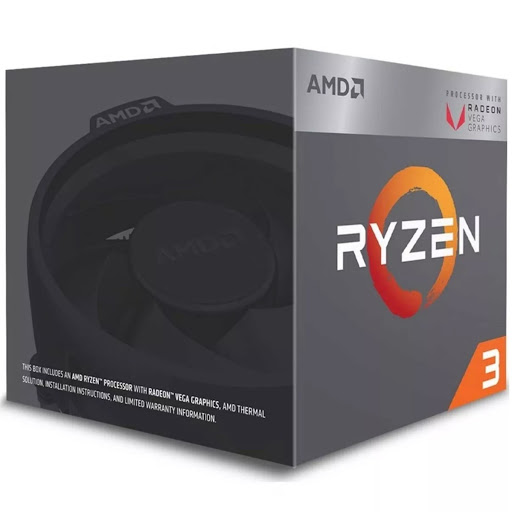 AMD
AMD
THIS BOX INCLUDES AN AMD RYZEN™ PROCESSOR WITH RADEON™ VEGA GRAPHICS, AMD THERMAL
SOLUTION, INSTALLATION INSTRUCTIONS, AND LIMITED WARRANTY INFORMATION.
AMD
PROCESSOR WITH
RADEON
VEGA
GRAPHICS
RYZEN
3